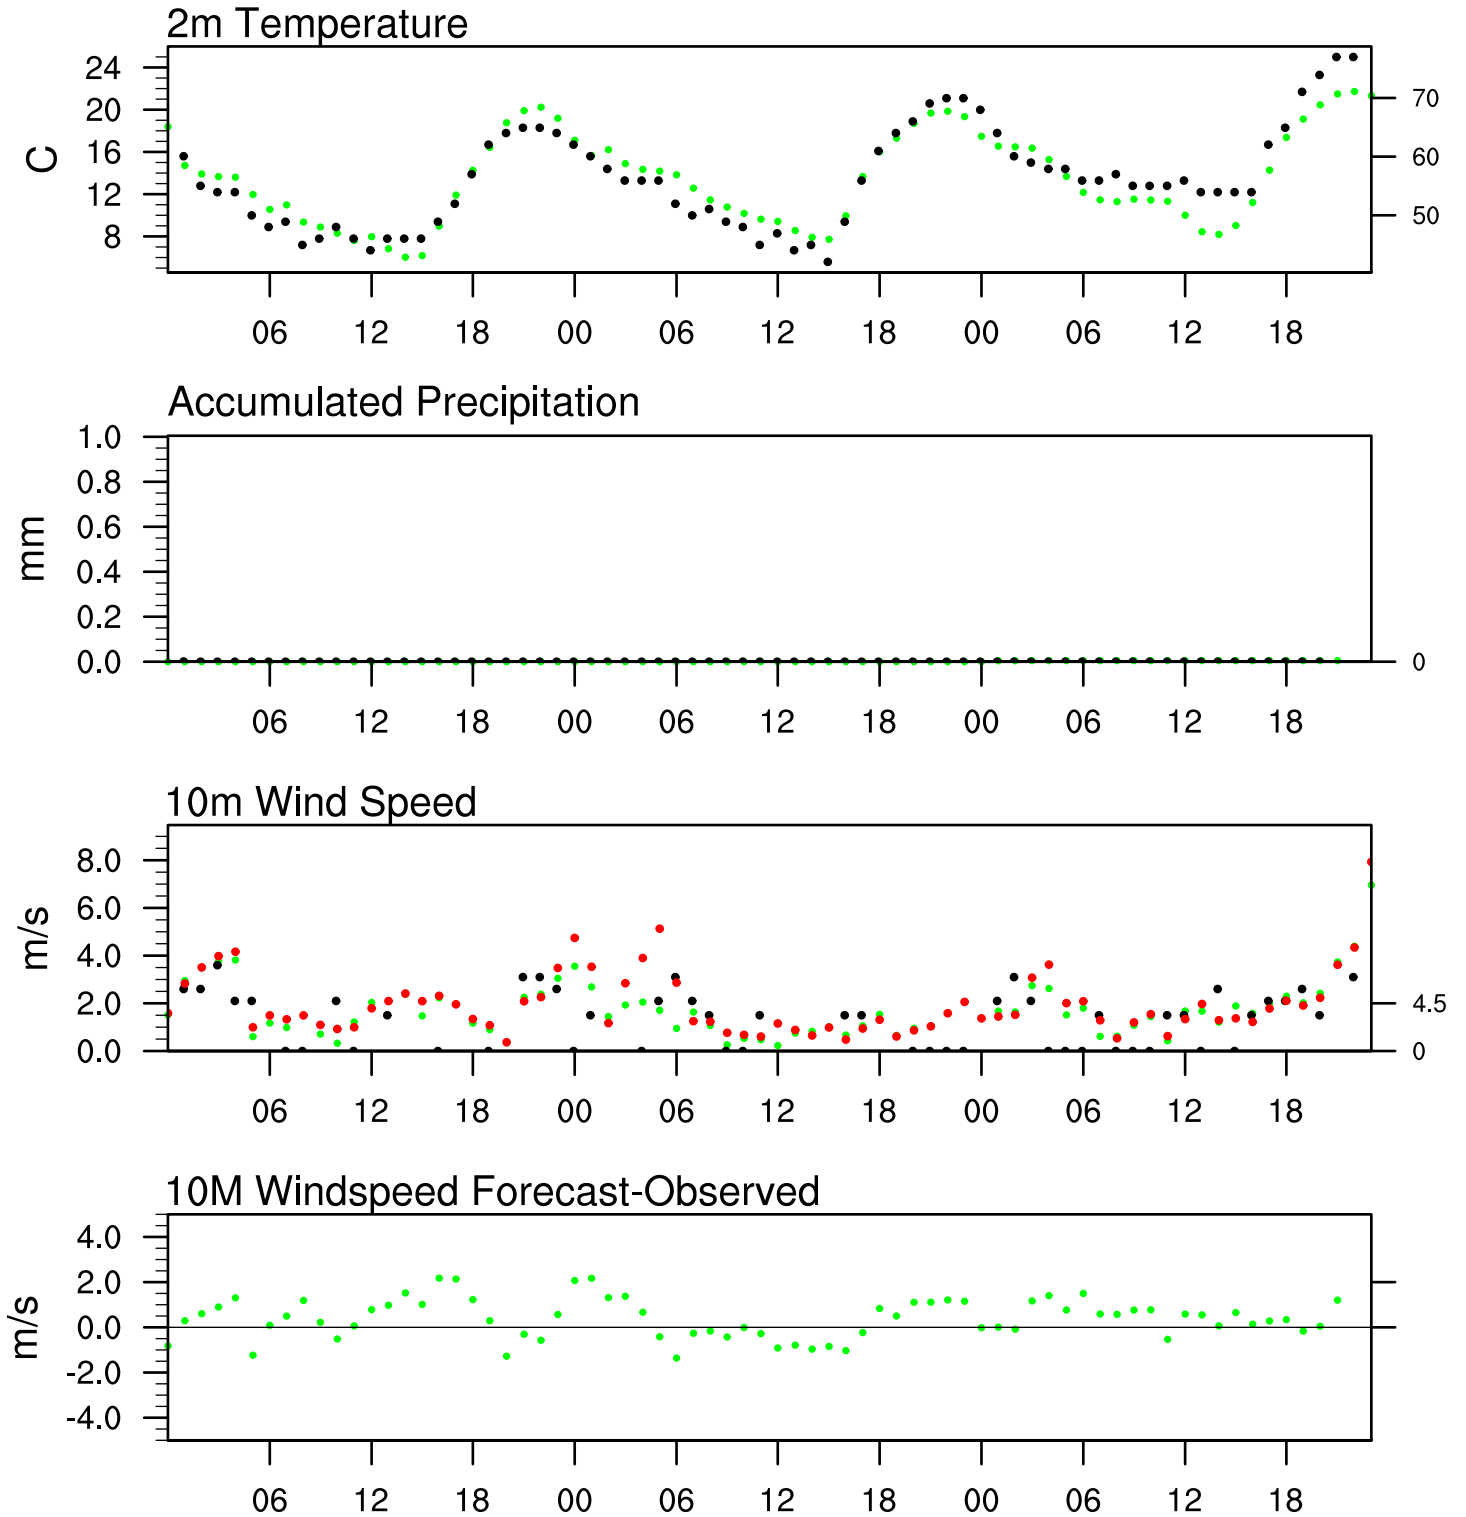 2m Temperature
24
20
16
12
8
C
70
60
50
06 12 18 00 06 12 18 00 06 12 18
Accumulated Precipitation
1.0
0.8
0.6
0.4
0.2
0.0
mm
0
06 12 18 00 06 12 18 00 06 12 18
10m Wind Speed
8.0
6.0
4.0
2.0
0.0
m/s
4.5
0
06 12 18 00 06 12 18 00 06 12 18
10M Windspeed Forecast-Observed
4.0
2.0
0.0
-2.0
-4.0
m/s
06 12 18 00 06 12 18 00 06 12 18